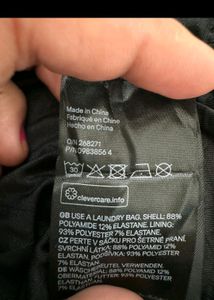 Made in China
Fabriqué en Chine
Hecho en China
O/N 268271
P/N 0983856 4
30
clevercare.info
GB USE A LAUNDRY BAG, SHELL: 88%
POLYAMIDE 12% ELASTANE. LINING:
93% POLYESTER 7% ELASTANE.
CZ PERTE V SÁČKU PRO ŠETRNÉ PRANÍ.
SVRCHNÍ LÁTKA: 88% POLYAMID 12%
ELASTAN. 93% POLYESTER
7% ELASTAN.
DE WÄSCHEBEUTEL VERWENDEN.
88% POLYAMID 12%